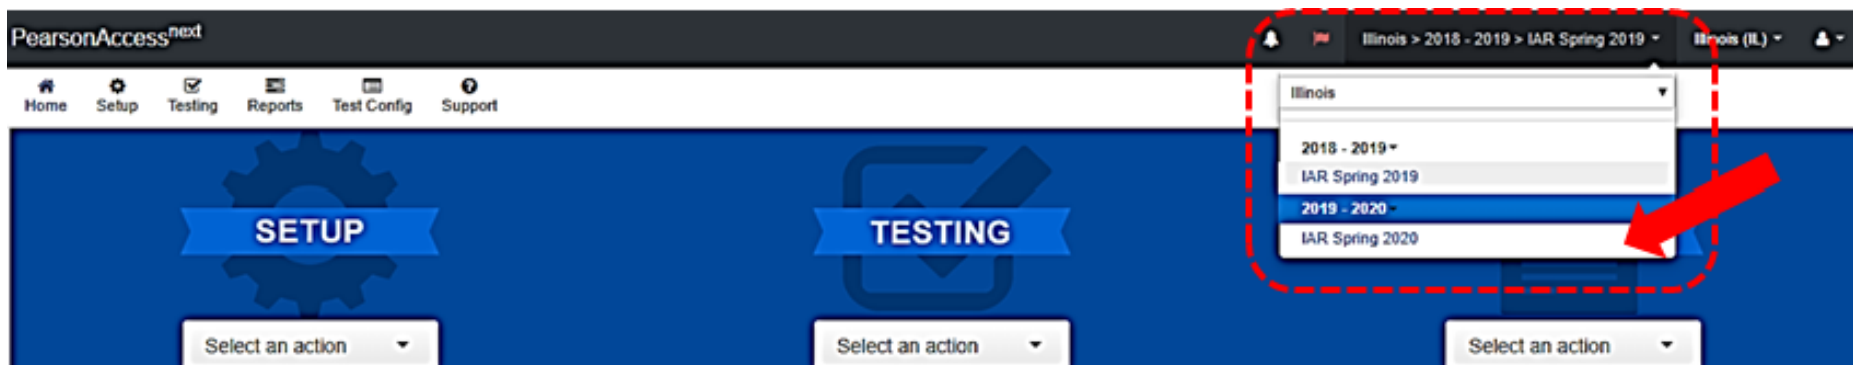 PearsonAccessnext
Illinois > 2018 - 2019 > IAR Spring 2019
Illinois (IL)
Home
Setup
Testing
Reports
Test Config
Support
Illinois
2018 - 2019
IAR Spring 2019
2019 - 2020
IAR Spring 2020
SETUP
TESTING
Select an action
Select an action
Select an action